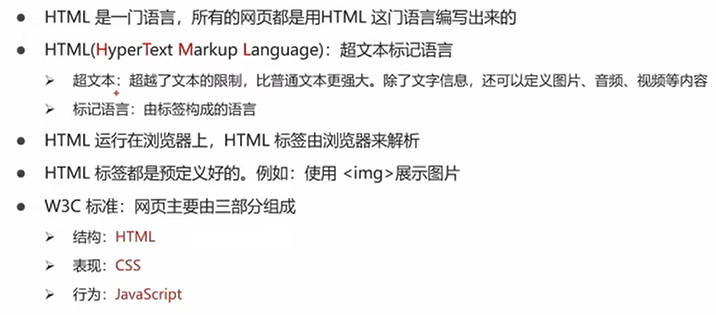 HTML 是一门语言，所有的网页都是用HTML 这门语言编写出来的
HTML(HyperText Markup Language)：超文本标记语言
超文本：超越了文本的限制，比普通文本更强大。除了文字信息，还可以定义图片、音频、视频等内容
标记语言：由标签构成的语言
HTML 运行在浏览器上，HTML 标签由浏览器来解析
HTML 标签都是预定义好的。例如：使用 <img>展示图片
W3C 标准：网页主要由三部分组成
结构：HTML
表现：CSS
行为：JavaScript